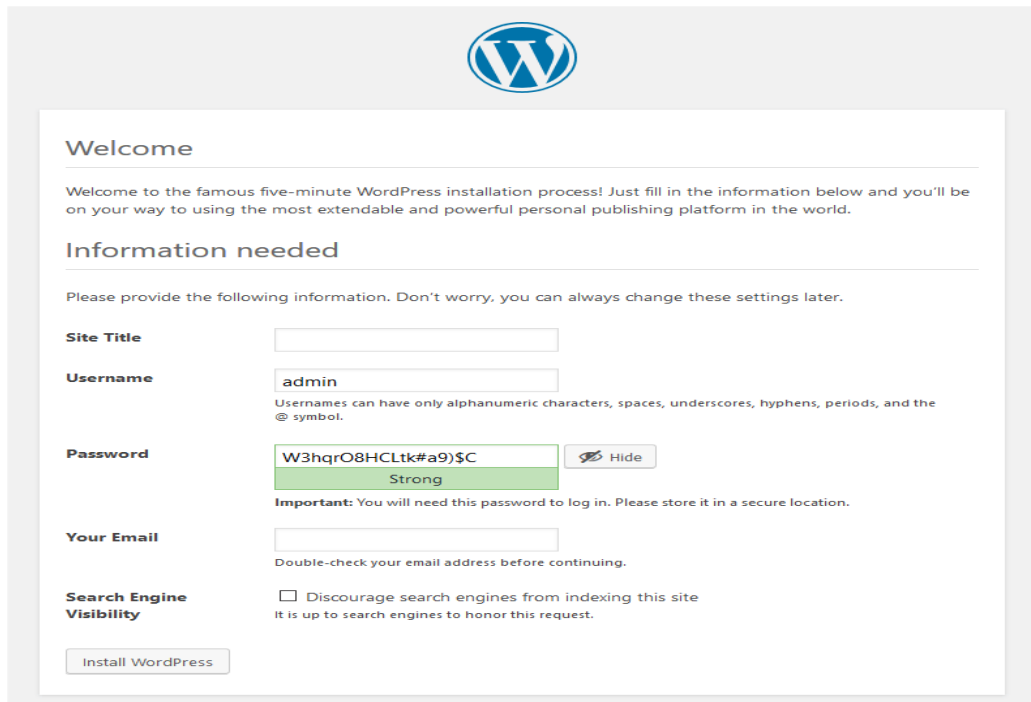 Welcome
Welcome to the famous five-minute WordPress installation process! Just fill in the information below and you'll be
on your way to using the most extendable and powerful personal publishing platform in the world.
Information needed
Please provide the following information. Don't worry, you can always change these settings later.
Site Title
Username
admin
Usernames can have only alphanumeric characters, spaces, underscores, hyphens, periods, and the
@ symbol.
Password
W3hqrO8HCLtk#a9)$C
Hide
Strong
Important: You will need this password to log in. Please store it in a secure location.
Your Email
Double-check your email address before continuing.
Search Engine
Visibility
Discourage search engines from indexing this site
It is up to search engines to honor this request.
Install WordPress